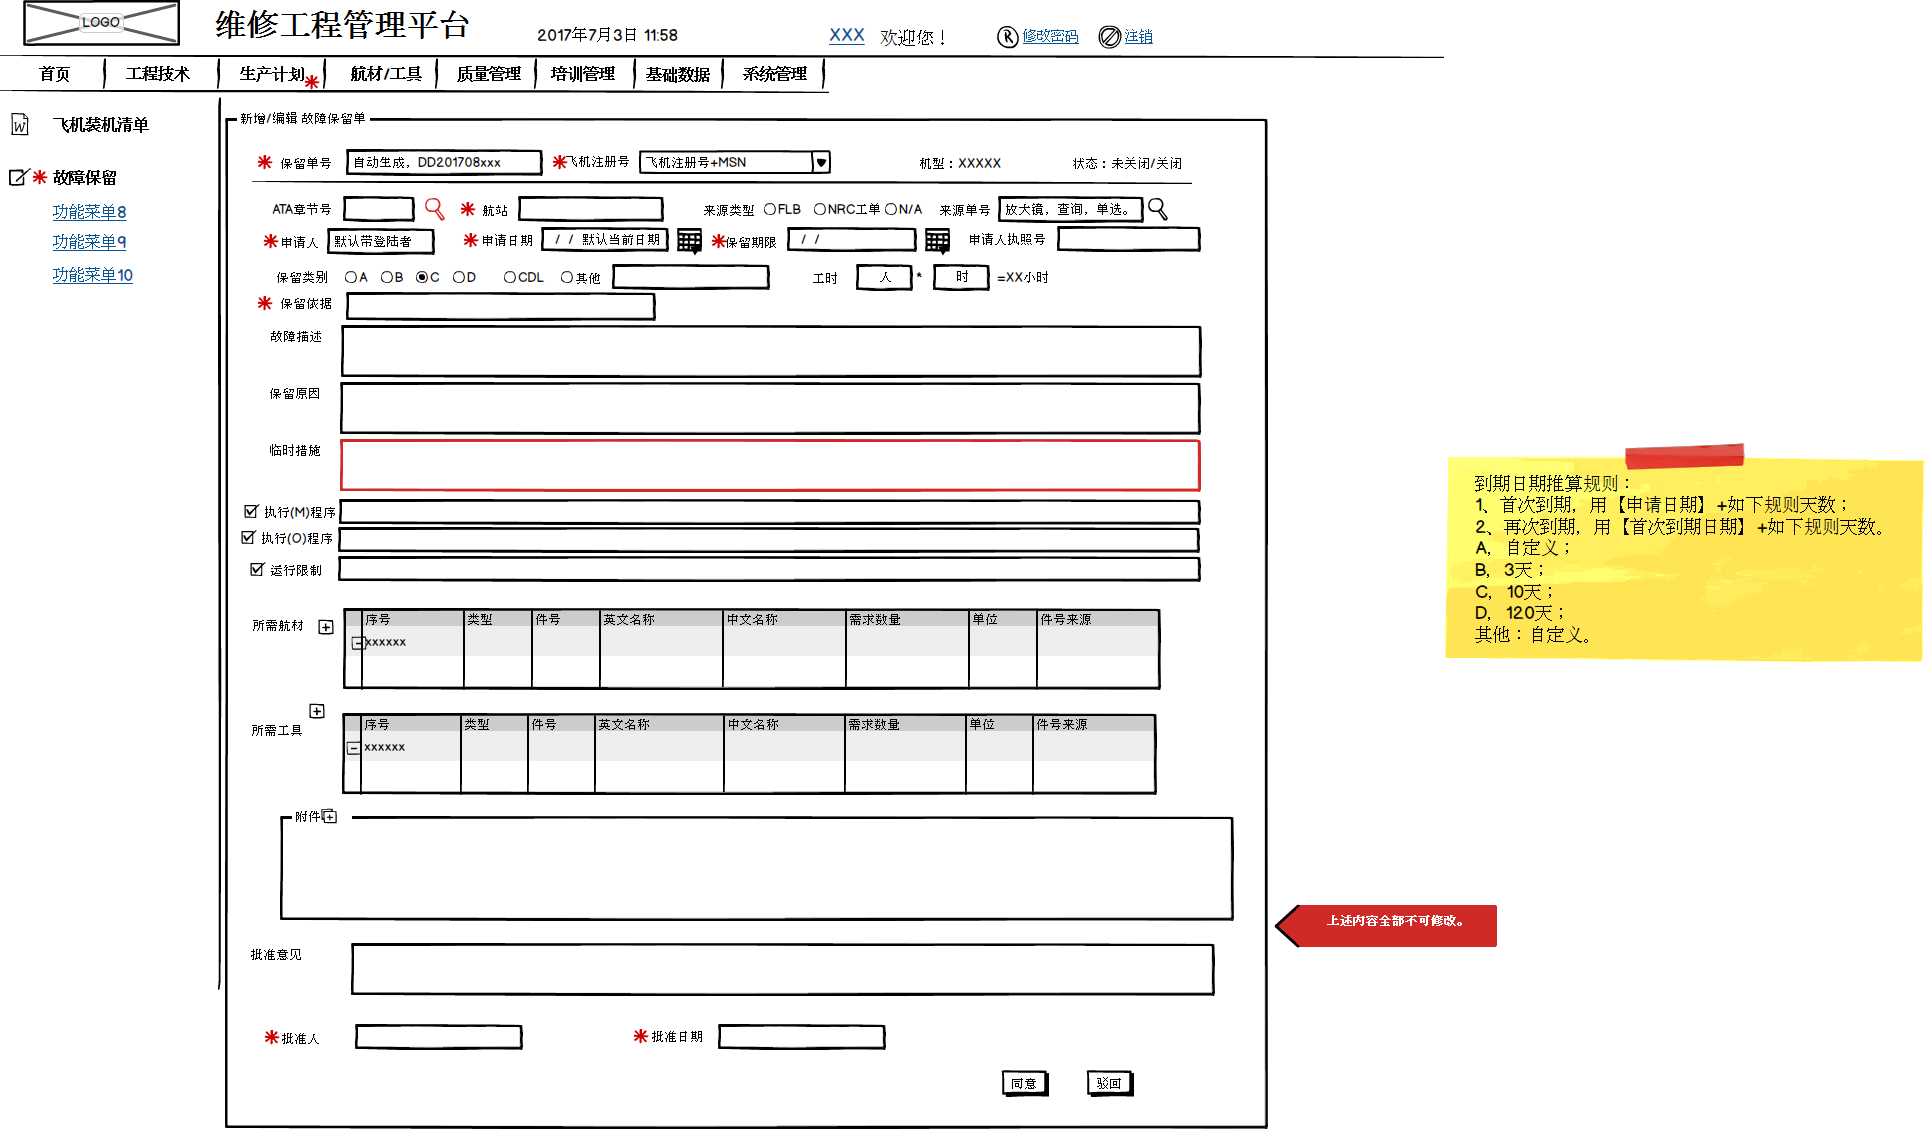 LOGO
维修工程管理平台
2017年7月3日 11:58
XXX 欢迎您！
修改密码 注销
首页 工程技术 生产计划 航材/工具 质量管理 培训管理 基础数据 系统管理
飞机装机清单
故障保留
功能菜单8
功能菜单9
功能菜单10
新增/编辑 故障保留单
保留单号 自动生成，DD201708xxx 飞机注册号 飞机注册号+MSN 机型：XXXXX 状态：未关闭/关闭
ATA章节号 航站 来源类型 FLB NRC工单 N/A 来源单号 放大镜，查询，单选。
申请人 默认带登陆者 申请日期 / / 默认当前日期 保留期限 / / 申请人执照号
保留类别 A B C D CDL 其他 工时 人 * 时 =XX小时
保留依据
故障描述
保留原因
临时措施
执行(M)程序
执行(O)程序
运行限制
所需航材 序号 类型 件号 英文名称 中文名称 需求数量 单位 件号来源
xxxxxx
所需工具 序号 类型 件号 英文名称 中文名称 需求数量 单位 件号来源
xxxxxx
附件
批准意见
批准人 批准日期
同意 驳回
到期日期推算规则：
1、首次到期，用【申请日期】+如下规则天数；
2、再次到期，用【首次到期日期】+如下规则天数。
A，自定义；
B，3天；
C，10天；
D，120天；
其他：自定义。
上述内容全部不可修改。